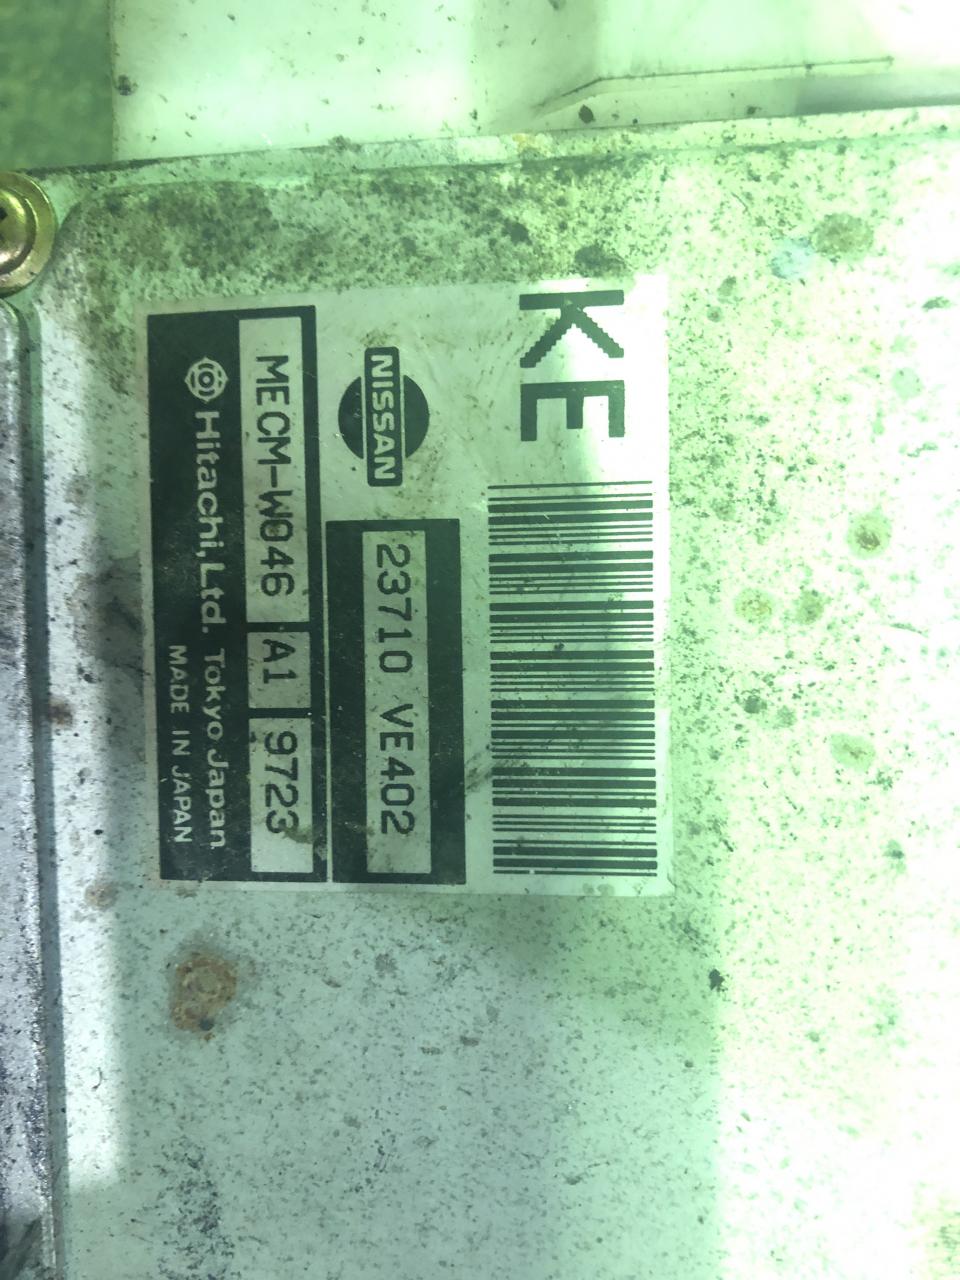 KE
NISSAN
23710 VE402
MECM-W046 A1 9723
Hitachi,Ltd. Tokyo Japan
MADE IN JAPAN